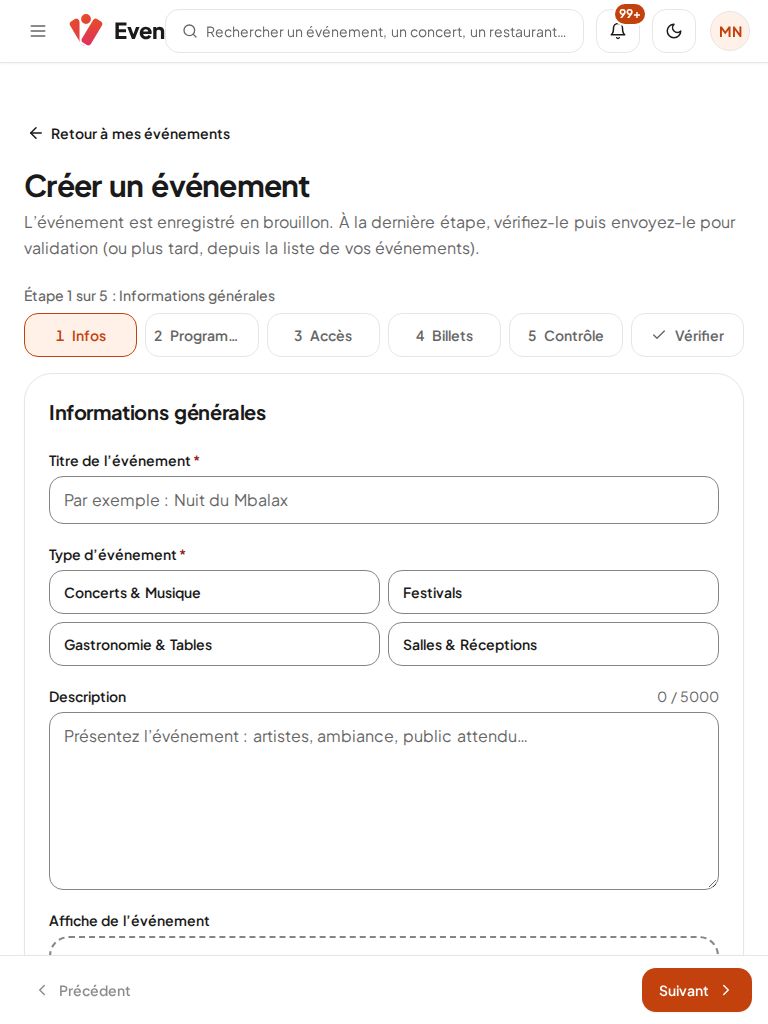 Even
Rechercher un événement, un concert, un restaurant…
99+
MN
Retour à mes événements
Créer un événement
L’événement est enregistré en brouillon. À la dernière étape, vérifiez-le puis envoyez-le pour
validation (ou plus tard, depuis la liste de vos événements).
Étape 1 sur 5 : Informations générales
1 Infos
2 Program…
3 Accès
4 Billets
5 Contrôle
Vérifier
Informations générales
Titre de l’événement *
Par exemple : Nuit du Mbalax
Type d’événement *
Concerts & Musique
Festivals
Gastronomie & Tables
Salles & Réceptions
Description
0 / 5000
Présentez l’événement : artistes, ambiance, public attendu…
Affiche de l’événement
Précédent
Suivant